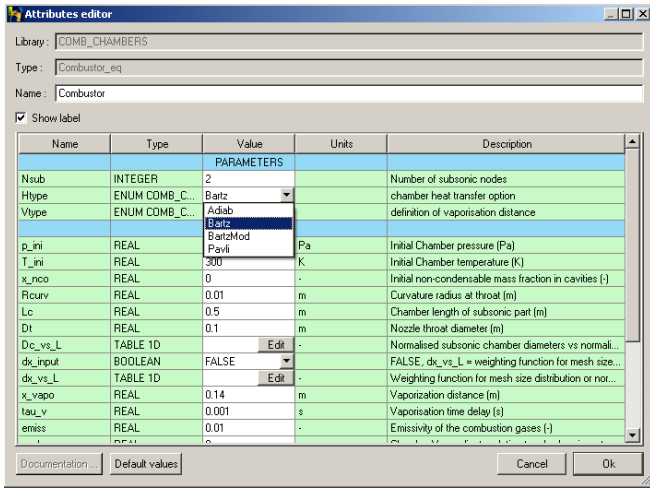 Attributes editor
Library : COMB_CHAMBERS
Type : Combustor_eq
Name : Combustor
Show label
Name Type Value Units Description
PARAMETERS
Nsub INTEGER 2 Number of subsonic nodes
Htype ENUM COMB_C... Bartz chamber heat transfer option
Vtype ENUM COMB_C... definition of vaporisation distance
Adiab
Bartz
BartzMod
Pavli
p_ini REAL Pa Initial Chamber pressure (Pa)
T_ini REAL 300 K Initial Chamber temperature (K)
x_nco REAL 0 - Initial non-condensable mass fraction in cavities (-)
Rcurv REAL 0.01 m Curvature radius at throat (m)
Lc REAL 0.5 m Chamber length of subsonic part (m)
Dt REAL 0.1 m Nozzle throat diameter (m)
Dc_vs_L TABLE 1D Edit - Normalised subsonic chamber diameters vs normali...
dx_input BOOLEAN FALSE FALSE, dx_vs_L = weighting function for mesh size...
dx_vs_L TABLE 1D Edit - Weighting function for mesh size distribution or nor...
x_vapo REAL 0.14 m Vaporization distance (m)
tau_v REAL 0.001 s Vaporisation time delay (s)
emiss REAL 0.01 - Emissivity of the combustion gases (-)
REAL
Documentation ... Default values Cancel Ok